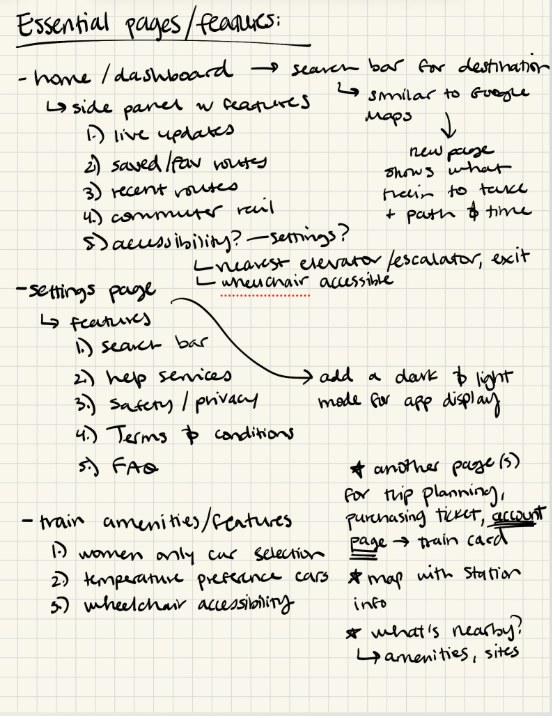 Essential pages/features:
- home/dashboard → search bar for destination
↳ similar to Google
Maps
↓
new page
shows what
train to take
+ path & time
↳ side panel w features
1.) live updates
2) saved/fav routes
3) recent routes
4.) commuter rail
5) accessibility? — settings?
↳ nearest elevator/escalator, exit
↳ wheelchair accessible
- settings page
↳ features
1.) search bar
2.) help services
3.) safety / privacy
4.) Terms & conditions
5.) FAQ
→ add a dark & light
mode for app display
- train amenities/features
1.) women only car selection
2.) temperature preference cars
3.) wheelchair accessibility
★ another page(s)
for trip planning,
purchasing ticket, account
page → train card
★ map with station
info
★ what's nearby?
↳ amenities, sites